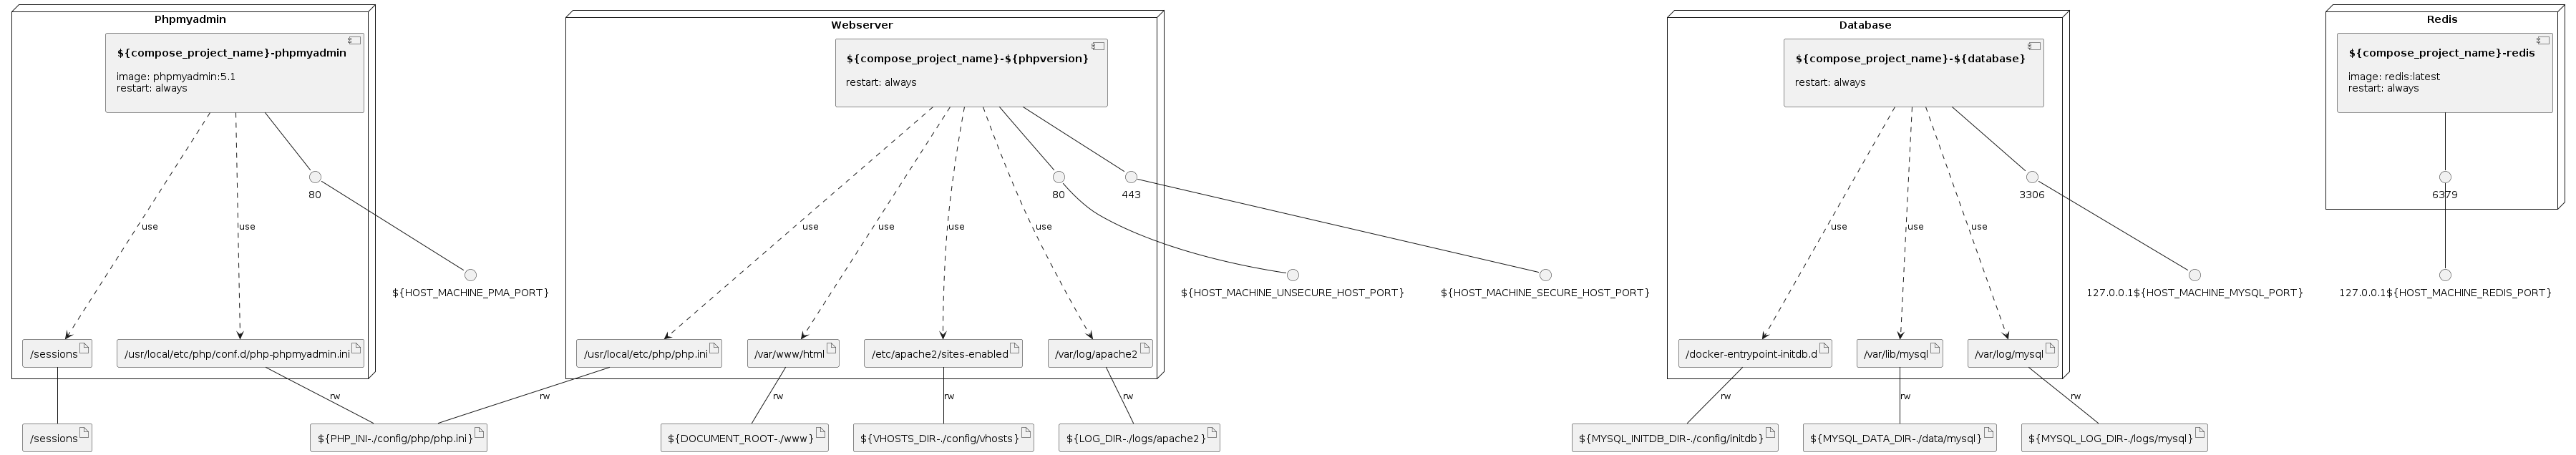 Phpmyadmin
${compose_project_name}-phpmyadmin
image: phpmyadmin:5.1
restart: always
80
use
use
${HOST_MACHINE_PMA_PORT}
/sessions
/usr/local/etc/php/conf.d/php-phpmyadmin.ini
rw
/sessions
${PHP_INI-./config/php/php.ini}
Webserver
${compose_project_name}-${phpversion}
restart: always
80
443
use
use
use
use
${HOST_MACHINE_UNSECURE_HOST_PORT}
${HOST_MACHINE_SECURE_HOST_PORT}
/usr/local/etc/php/php.ini
/var/www/html
/etc/apache2/sites-enabled
/var/log/apache2
rw
rw
rw
rw
${DOCUMENT_ROOT-./www}
${VHOSTS_DIR-./config/vhosts}
${LOG_DIR-./logs/apache2}
Database
${compose_project_name}-${database}
restart: always
3306
use
use
use
127.0.0.1${HOST_MACHINE_MYSQL_PORT}
/docker-entrypoint-initdb.d
/var/lib/mysql
/var/log/mysql
rw
rw
rw
${MYSQL_INITDB_DIR-./config/initdb}
${MYSQL_DATA_DIR-./data/mysql}
${MYSQL_LOG_DIR-./logs/mysql}
Redis
${compose_project_name}-redis
image: redis:latest
restart: always
6379
127.0.0.1${HOST_MACHINE_REDIS_PORT}